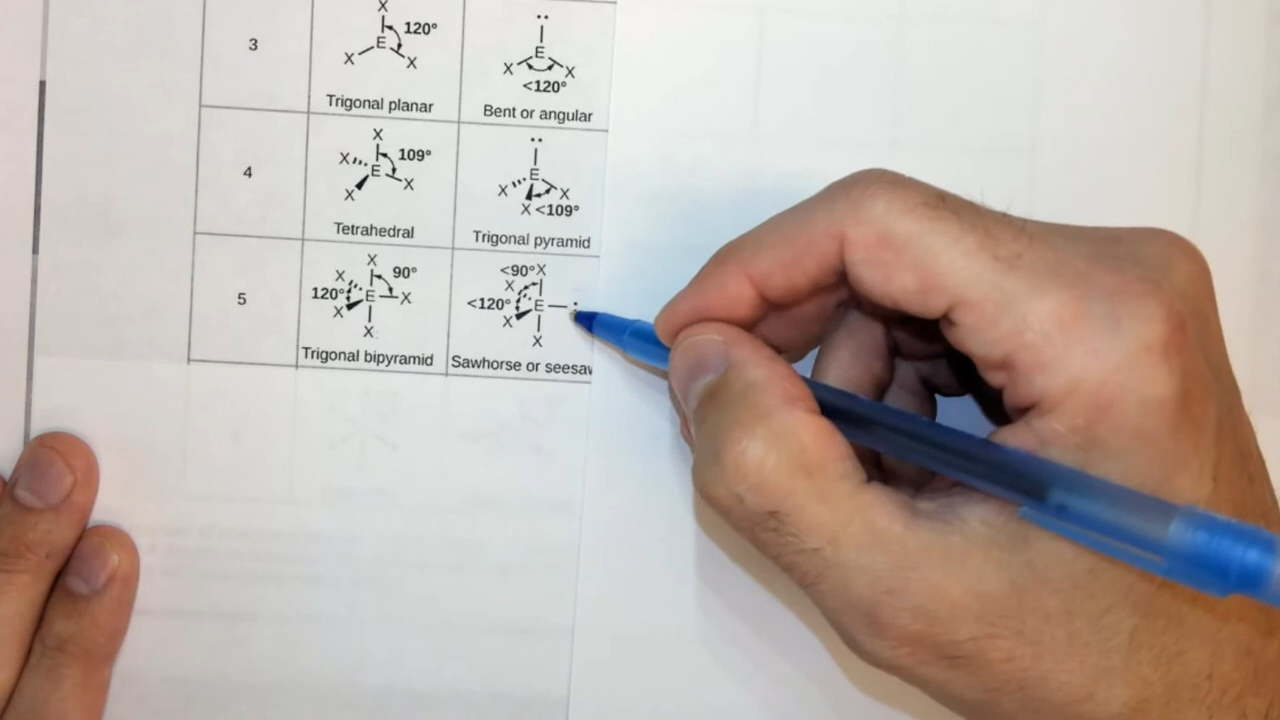 3
X
120°
E
X X
Trigonal planar
··
E
X X
<120°
Bent or angular
4
X
X 109°
E
X X
Tetrahedral
··
E
X X
X <109°
Trigonal pyramid
5
X
X 90°
120° E X
X
X
Trigonal bipyramid
<90° X
X
<120° E :
X
X
Sawhorse or seesaw